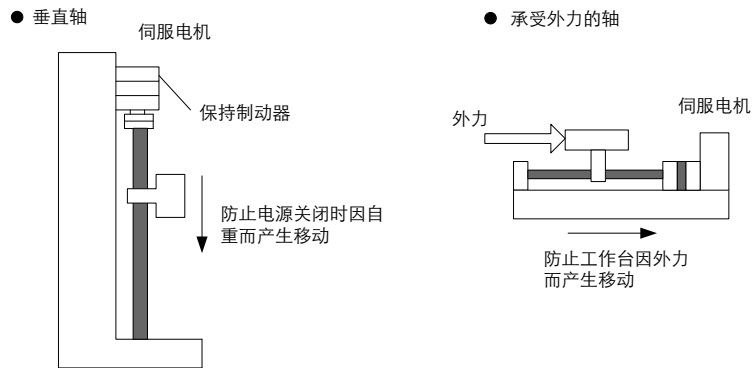 ● 垂直轴
伺服电机
保持制动器
防止电源关闭时因自
重而产生移动
● 承受外力的轴
伺服电机
外力
防止工作台因外力
而产生移动